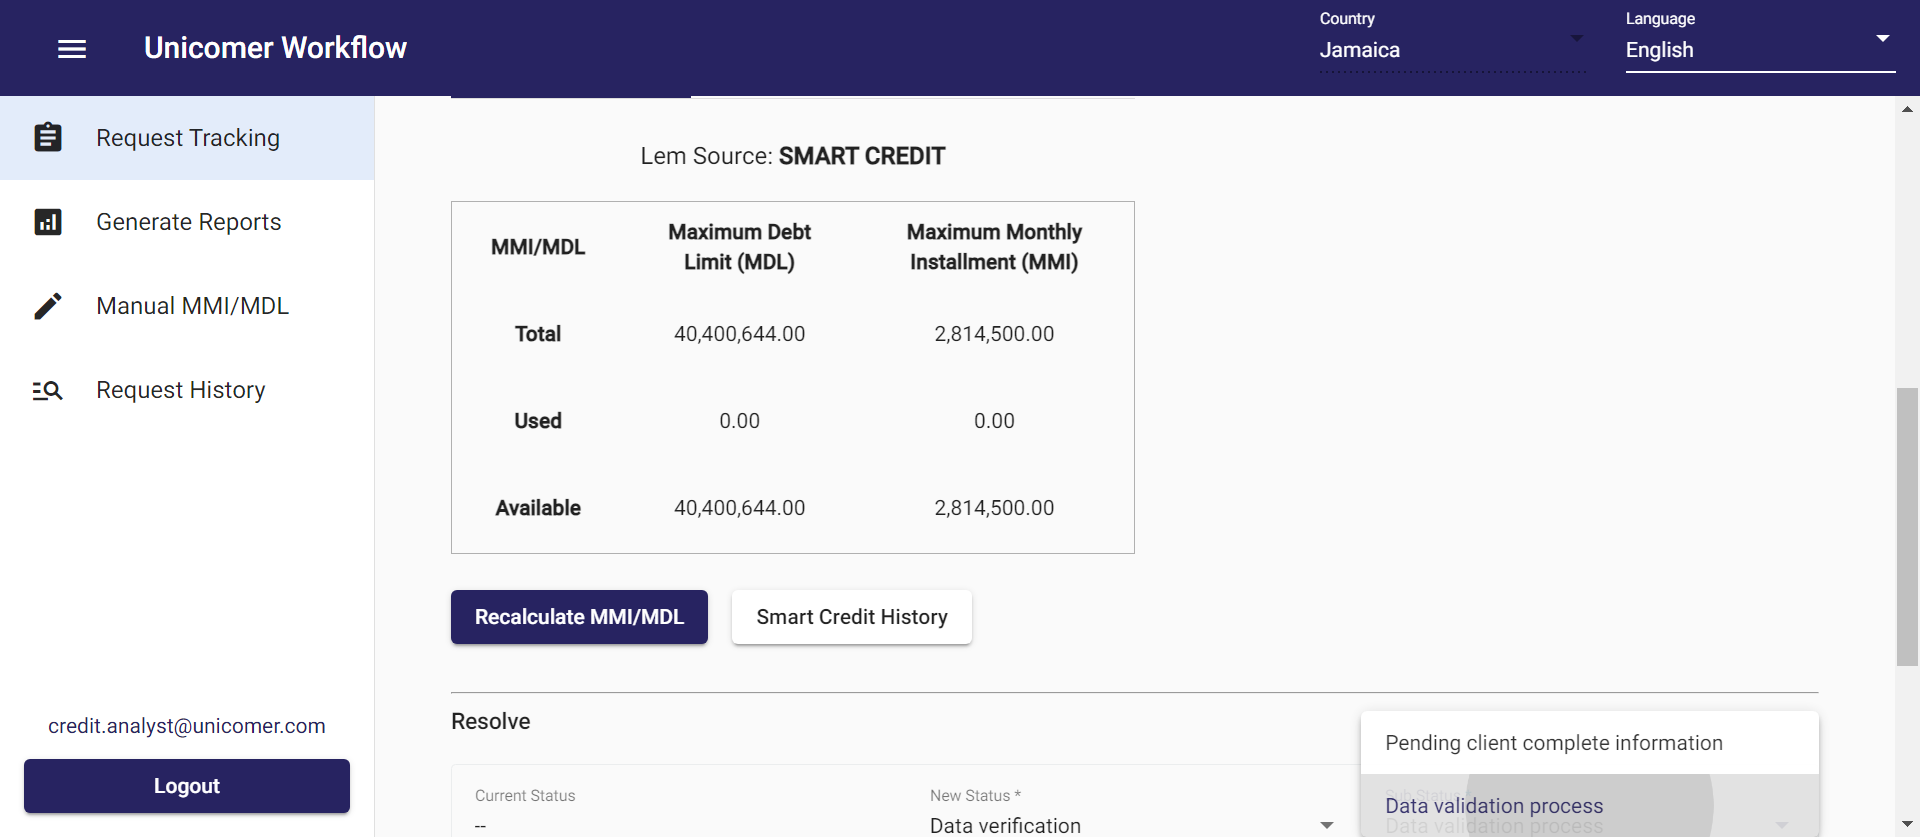 Unicomer Workflow
Country
Jamaica
Language
English
Request Tracking
Generate Reports
Manual MMI/MDL
Request History
credit.analyst@unicomer.com
Logout
Lem Source: SMART CREDIT
MMI/MDL
Maximum Debt
Limit (MDL)
Maximum Monthly
Installment (MMI)
Total
40,400,644.00
2,814,500.00
Used
0.00
0.00
Available
40,400,644.00
2,814,500.00
Recalculate MMI/MDL
Smart Credit History
Resolve
Current Status
--
New Status *
Data verification
Pending client complete information
Sub Status *
Data validation process
Data validation process